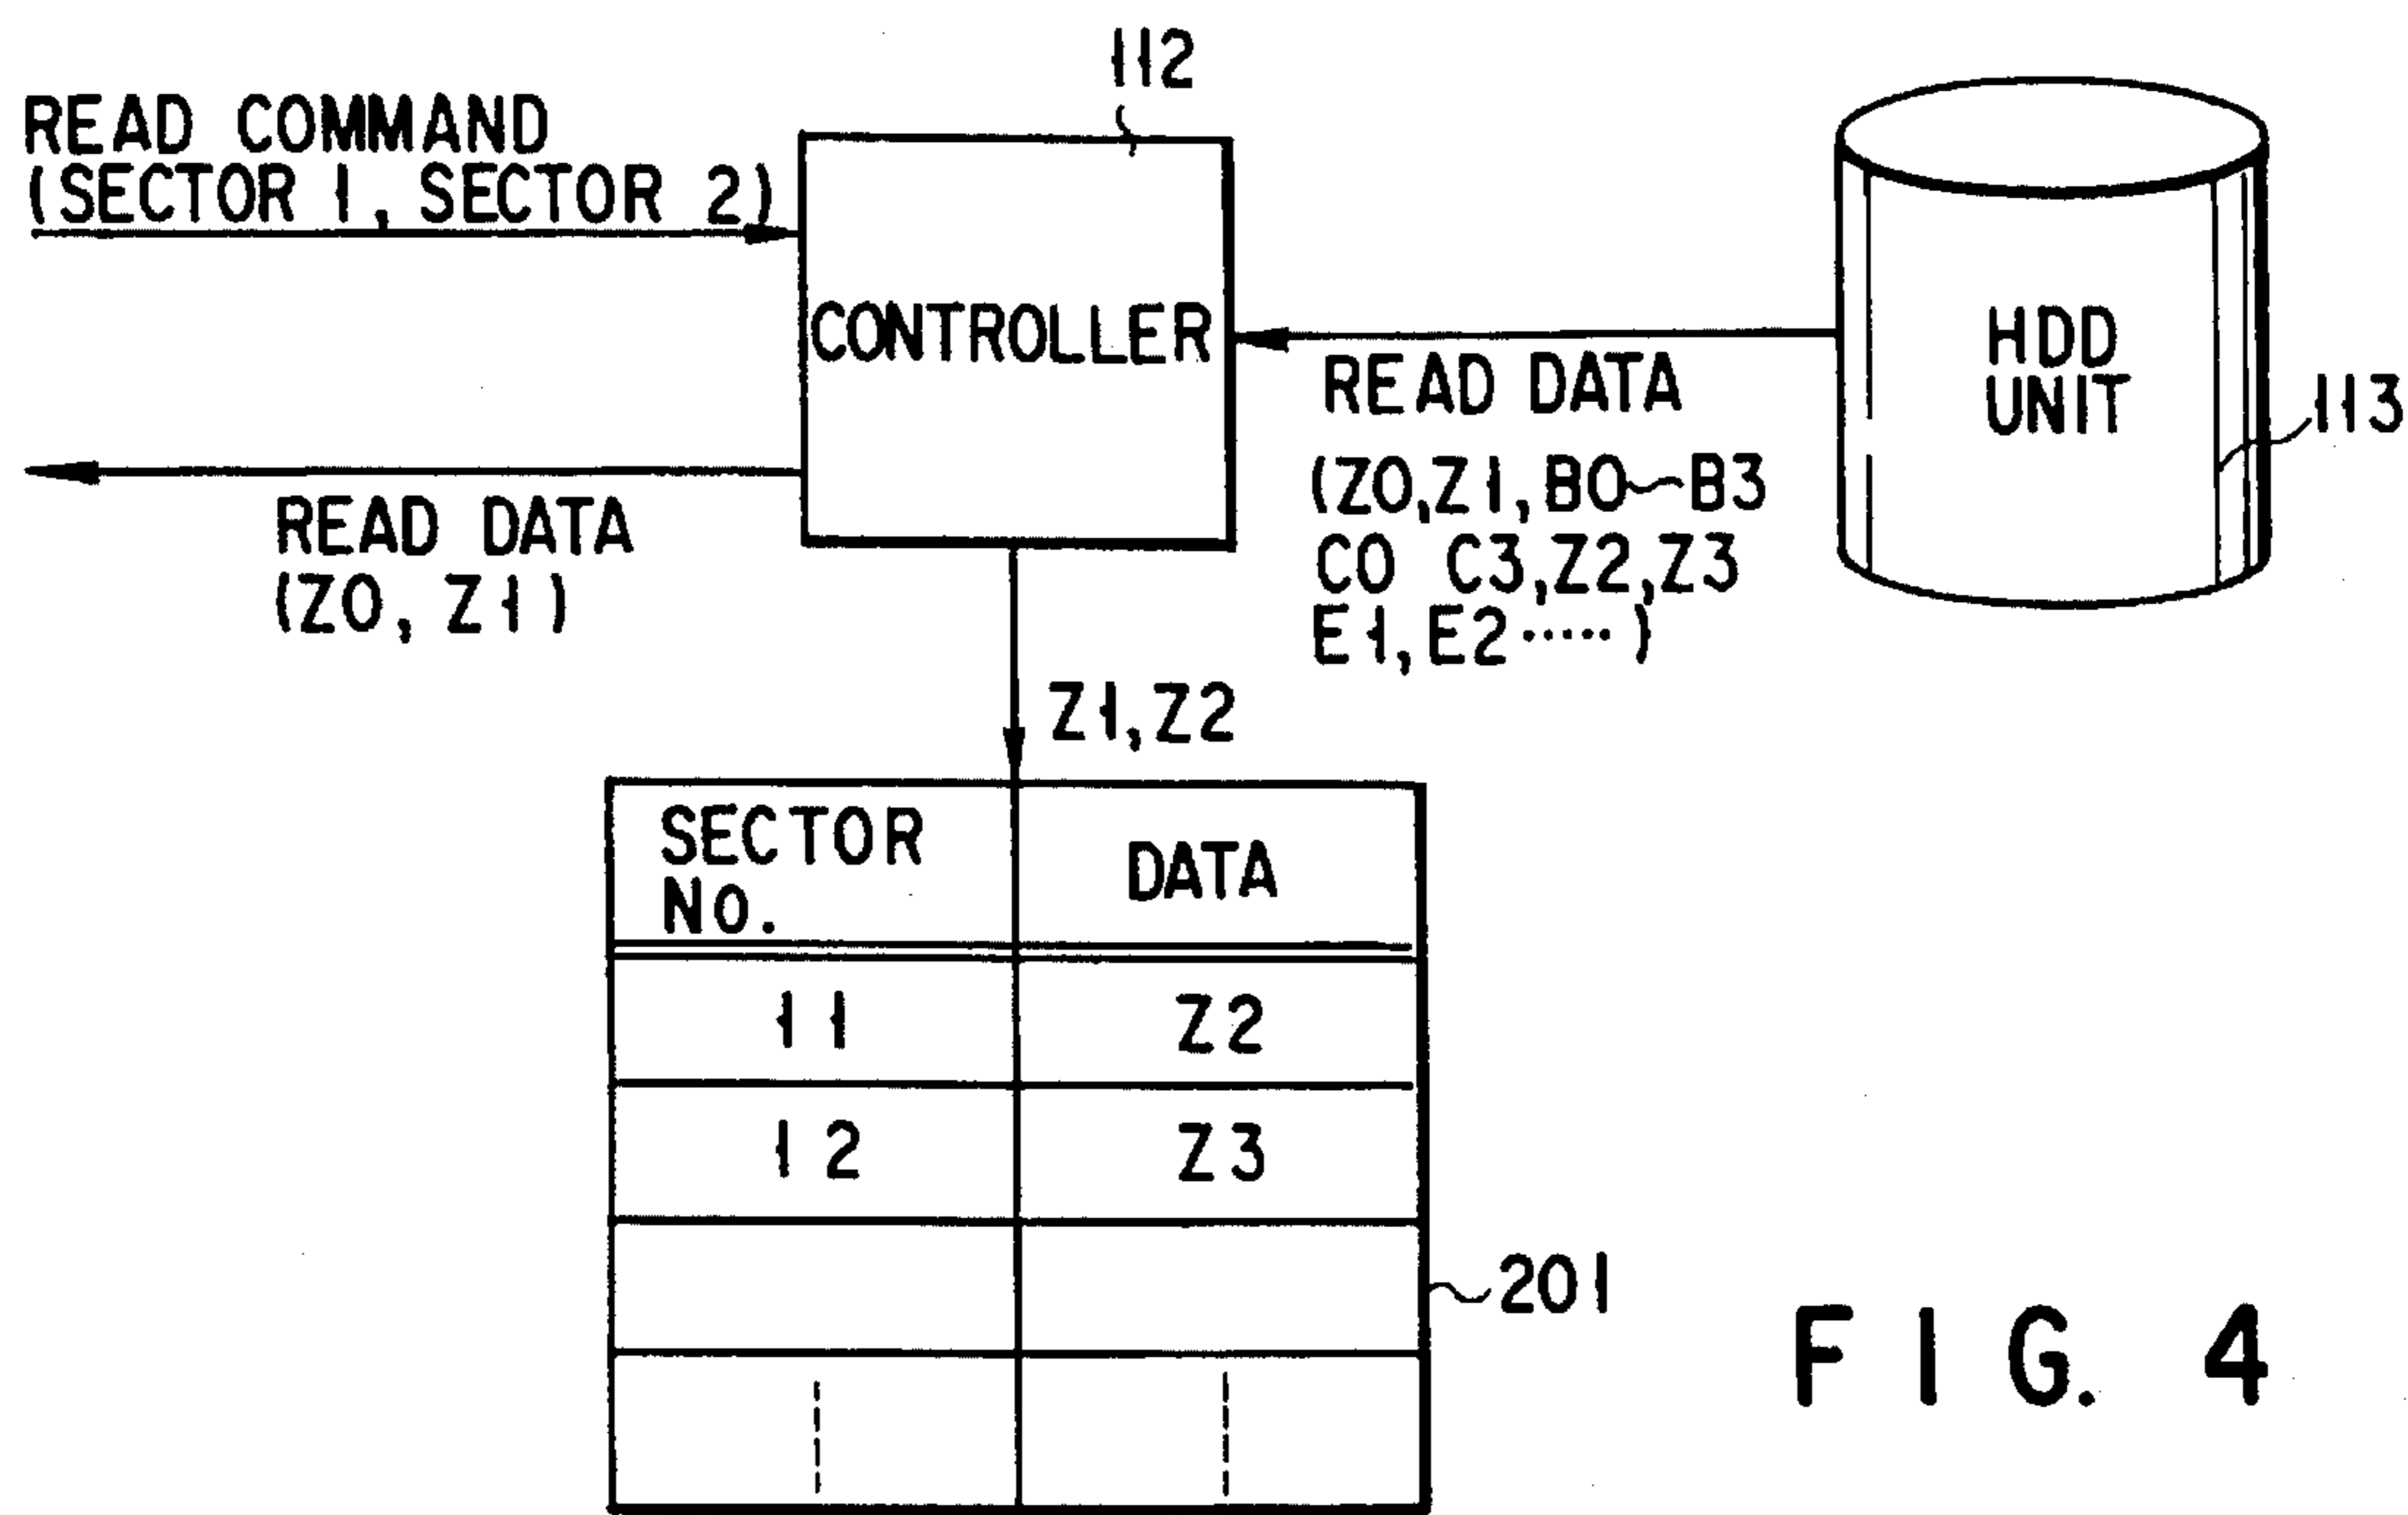 112
READ COMMAND
(SECTOR 1, SECTOR 2)
CONTROLLER
HDD
UNIT
113
READ DATA
(Z0,Z1,B0~B3
C0 C3,Z2,Z3
E1,E2·····)
READ DATA
(Z0, Z1)
Z1,Z2
SECTOR
No.
DATA
11
Z2
12
Z3
201
FIG. 4